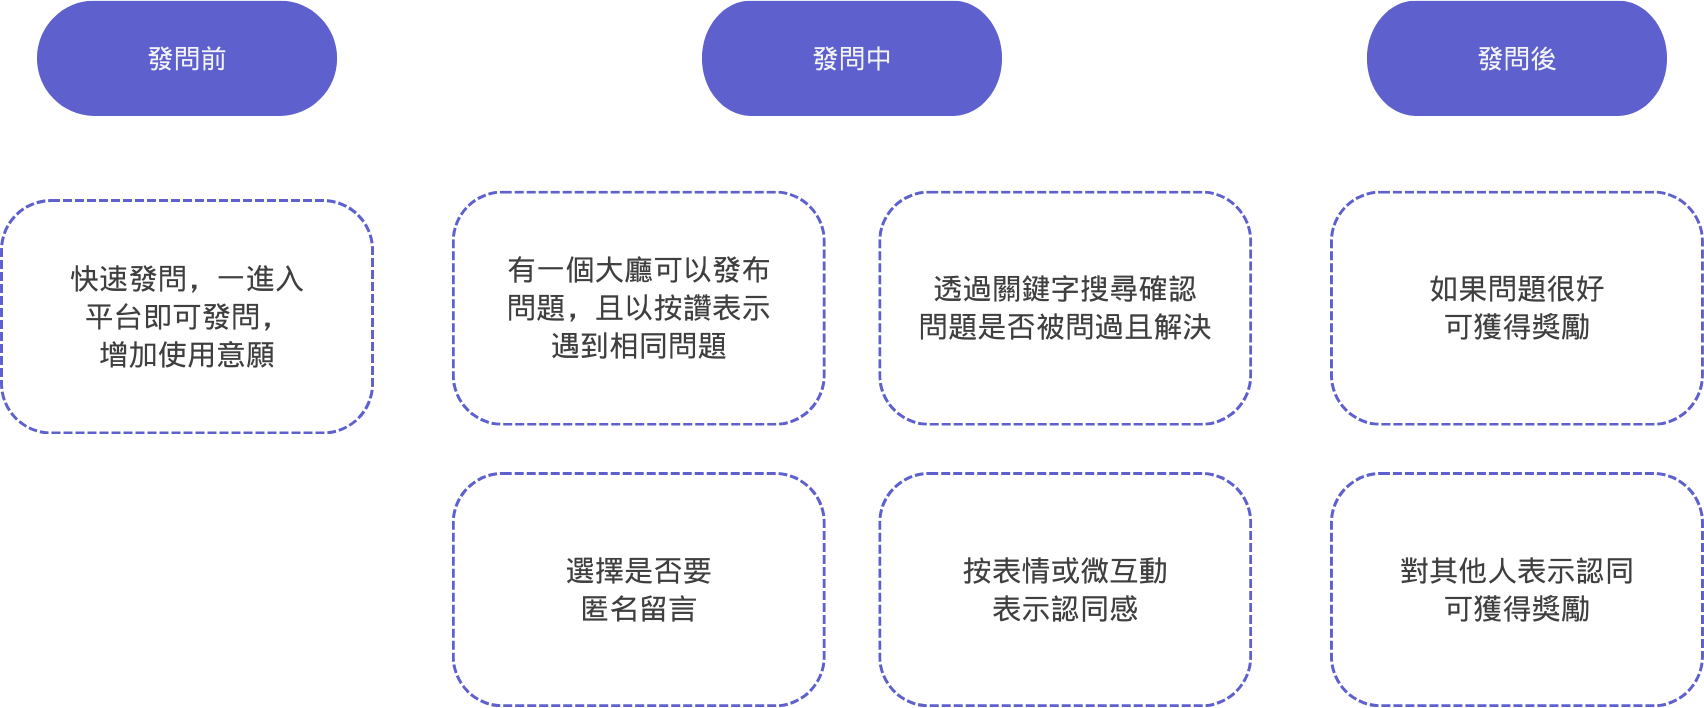 發問前
發問中
發問後
快速發問，一進入
平台即可發問，
增加使用意願
有一個大廳可以發布
問題，且以按讚表示
遇到相同問題
透過關鍵字搜尋確認
問題是否被問過且解決
如果問題很好
可獲得獎勵
選擇是否要
匿名留言
按表情或微互動
表示認同感
對其他人表示認同
可獲得獎勵